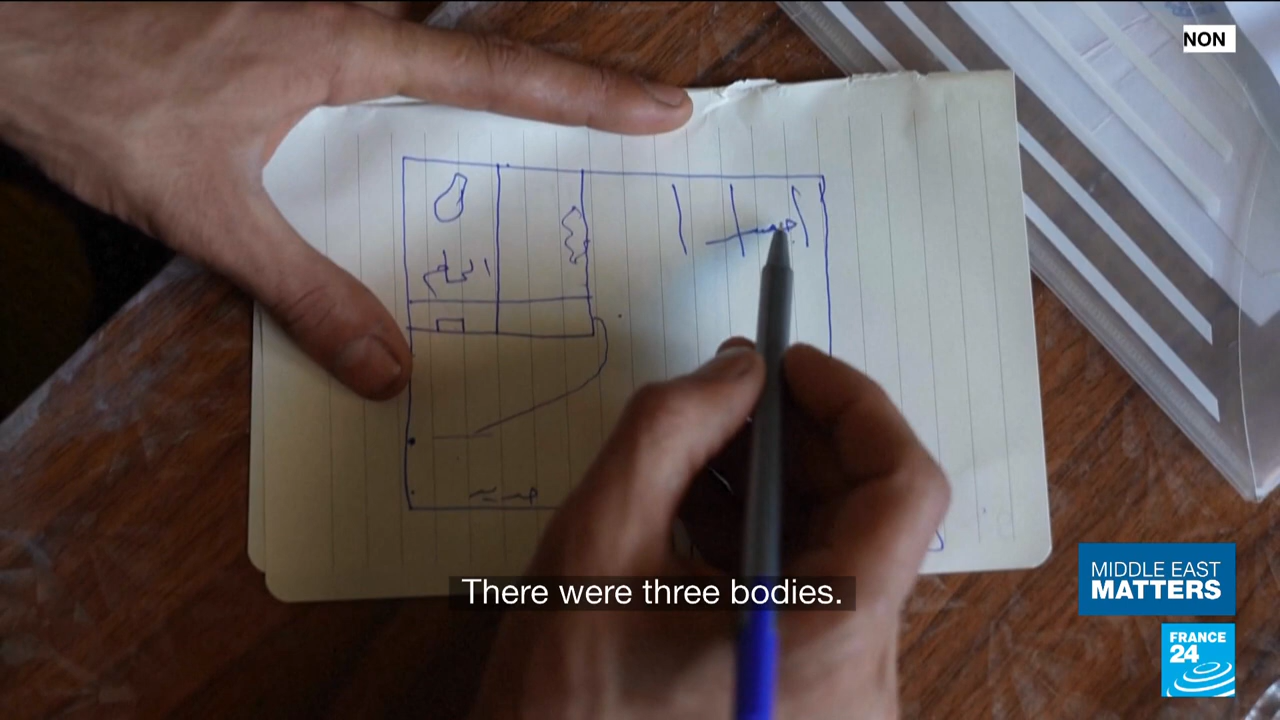 NON
There were three bodies.
MIDDLE EAST
MATTERS
FRANCE
24